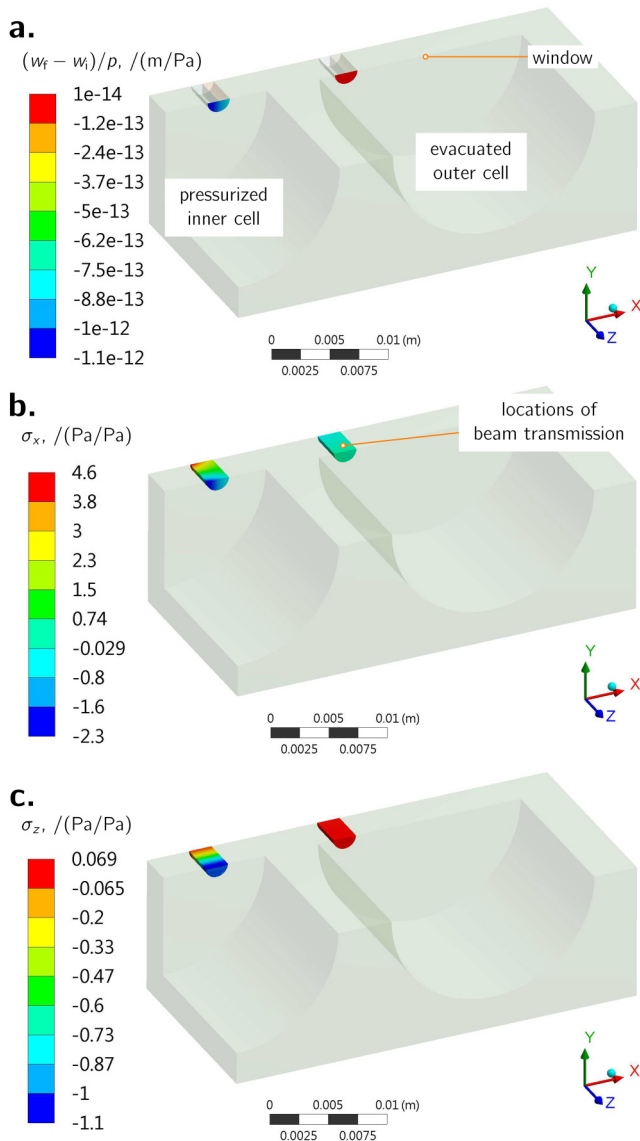 a.
(w_f − w_i)/p, /(m/Pa)
1e-14
-1.2e-13
-2.4e-13
-3.7e-13
-5e-13
-6.2e-13
-7.5e-13
-8.8e-13
-1e-12
-1.1e-12
window
evacuated
outer cell
pressurized
inner cell
0 0.005 0.01 (m)
0.0025 0.0075
Y
X
Z
b.
σ_x, /(Pa/Pa)
4.6
3.8
3
2.3
1.5
0.74
-0.029
-0.8
-1.6
-2.3
locations of
beam transmission
0 0.005 0.01 (m)
0.0025 0.0075
Y
X
Z
c.
σ_z, /(Pa/Pa)
0.069
-0.065
-0.2
-0.33
-0.47
-0.6
-0.73
-0.87
-1
-1.1
0 0.005 0.01 (m)
0.0025 0.0075
Y
X
Z